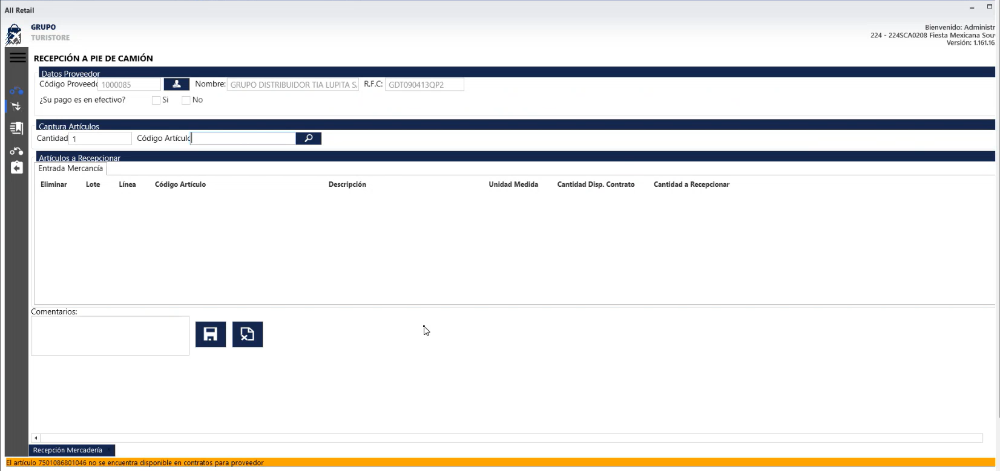 All Retail
GRUPO
TURISTORE
Bienvenido: Administr
224 - 224SCA0208 Fiesta Mexicana Sou
Versión: 1.161.16
RECEPCIÓN A PIE DE CAMIÓN
Datos Proveedor
Código Proveedo 1000085 Nombre: GRUPO DISTRIBUIDOR TIA LUPITA S. R.F.C: GDT090413QP2
¿Su pago es en efectivo? Si No
Captura Artículos
Cantidad 1 Código Artículo
Artículos a Recepcionar
Entrada Mercancía
Eliminar Lote Línea Código Artículo Descripción Unidad Medida Cantidad Disp. Contrato Cantidad a Recepcionar
Comentarios:
Recepción Mercadería
El artículo 7501086801046 no se encuentra disponible en contratos para proveedor